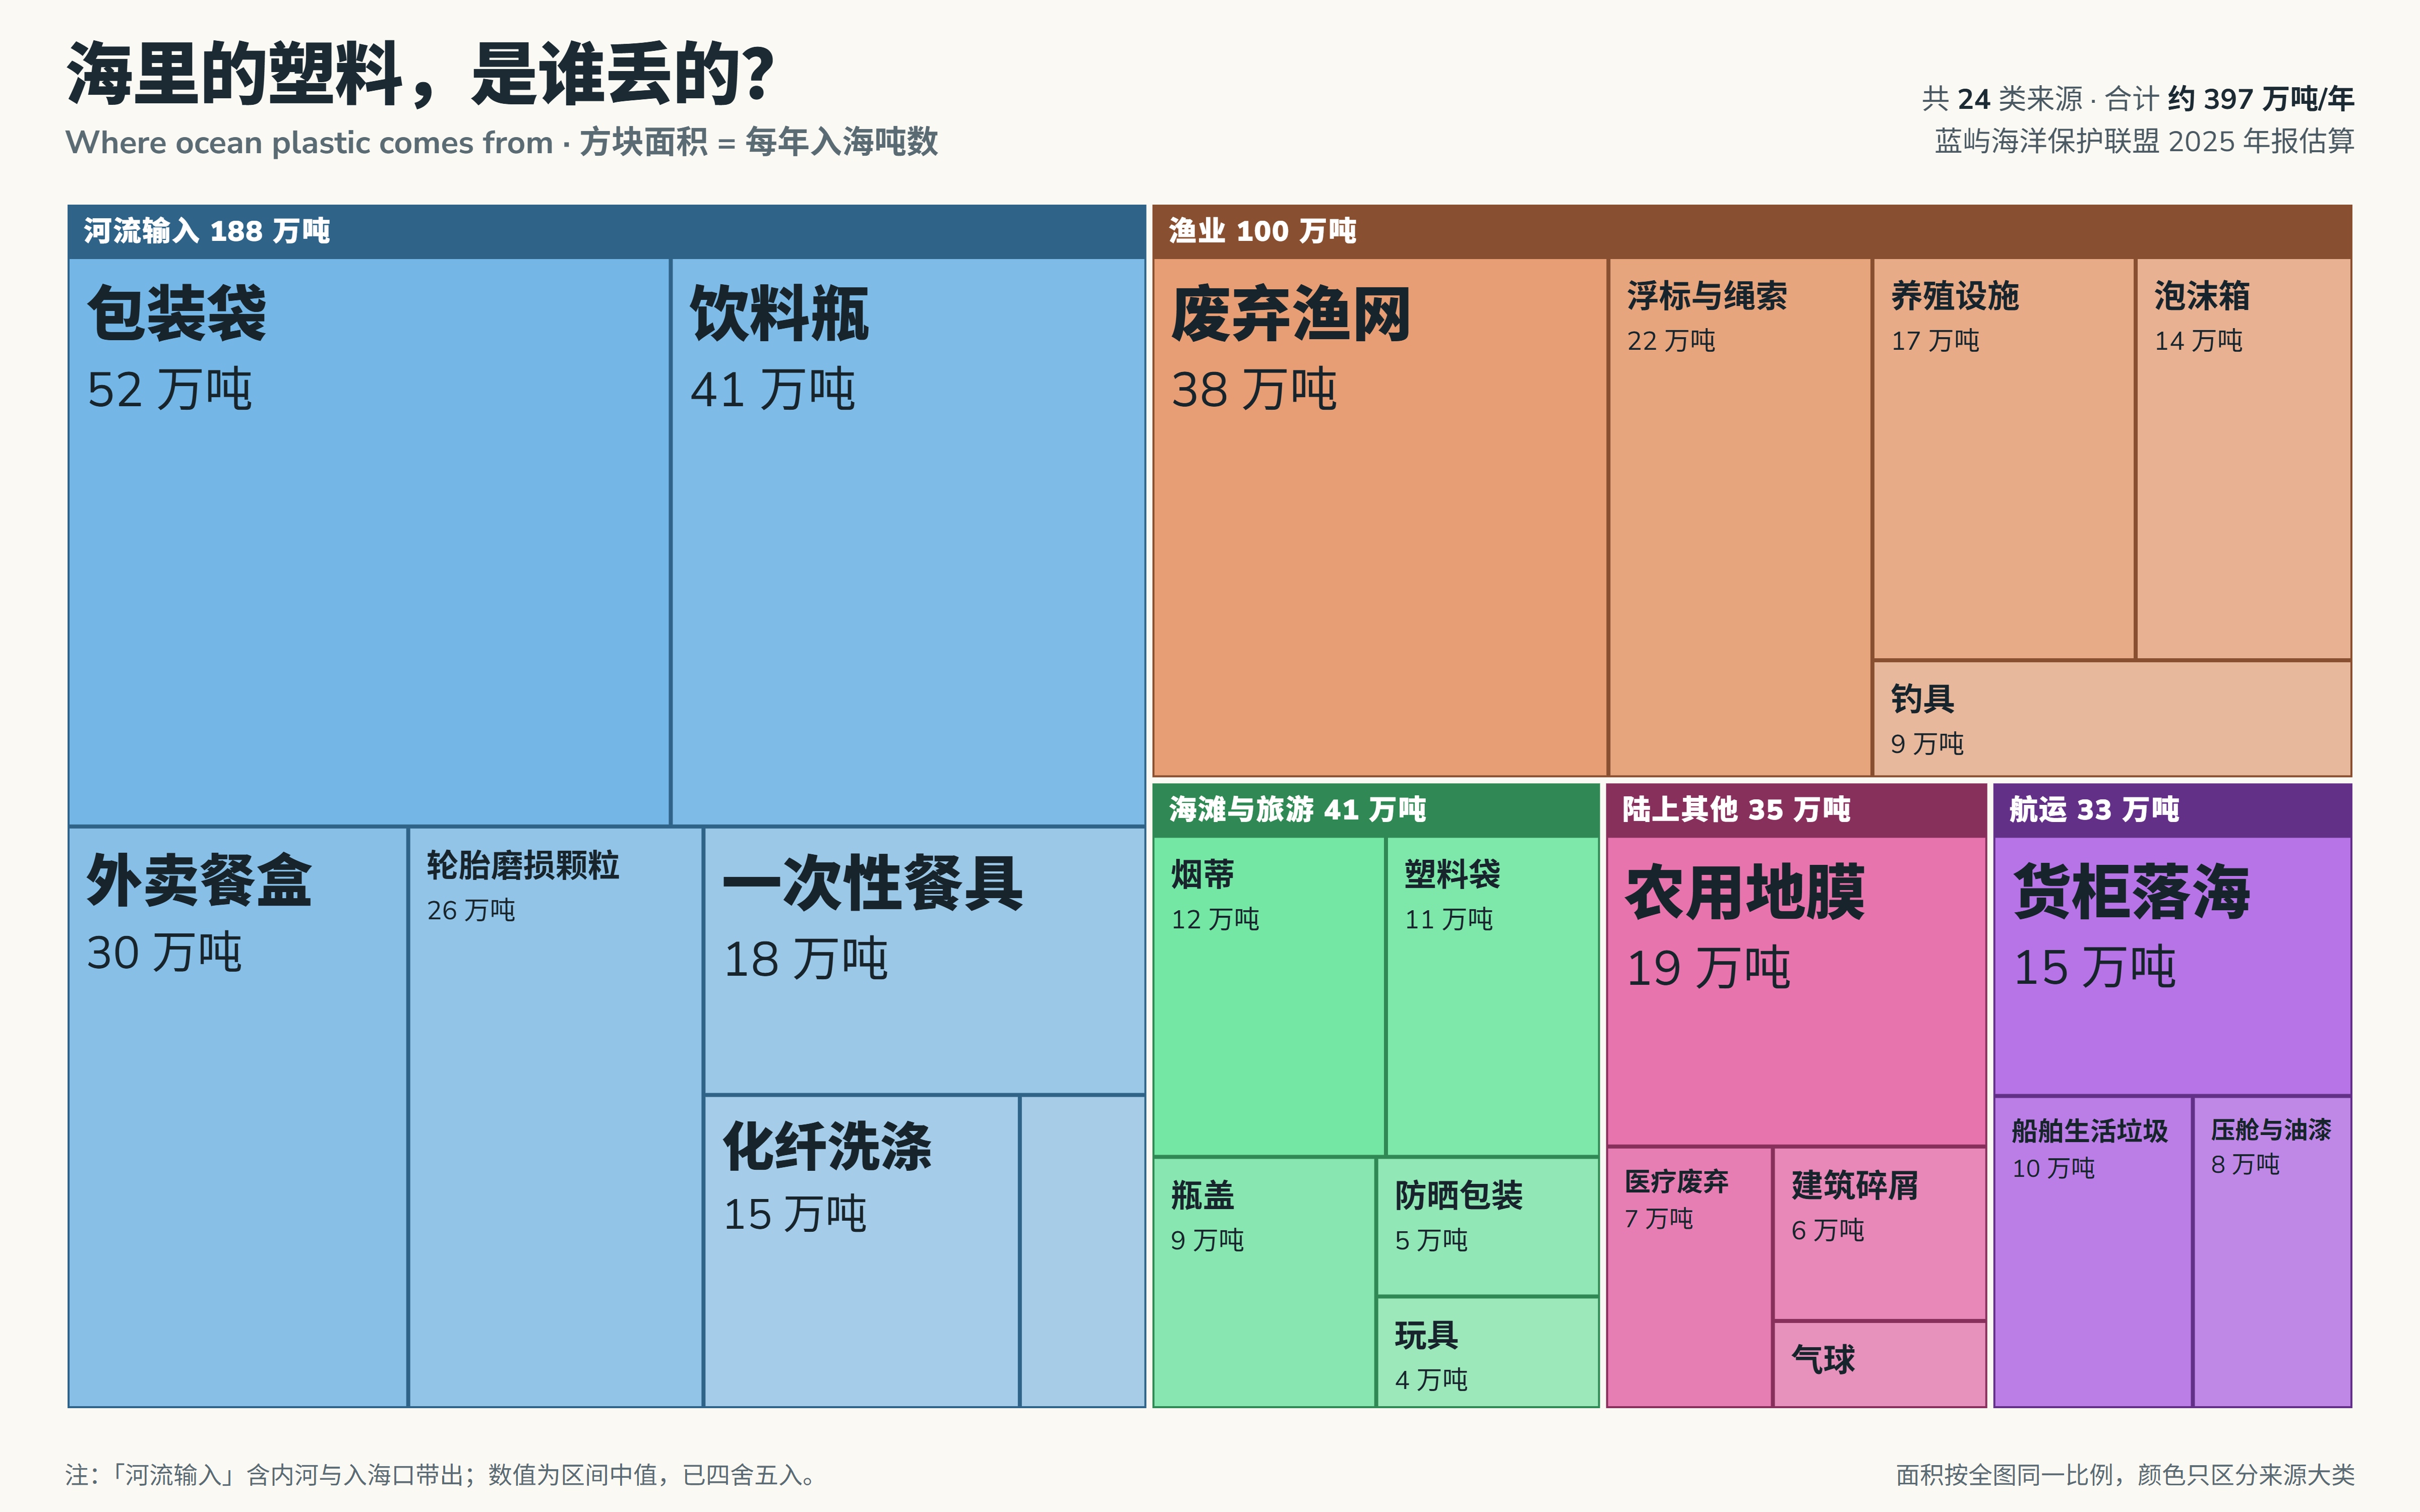 海里的塑料，是谁丢的？
Where ocean plastic comes from · 方块面积 = 每年入海吨数
共 24 类来源 · 合计 约 397 万吨/年
蓝屿海洋保护联盟 2025 年报估算
河流输入 188 万吨
包装袋
52 万吨
饮料瓶
41 万吨
外卖餐盒
30 万吨
轮胎磨损颗粒
26 万吨
一次性餐具
18 万吨
化纤洗涤
15 万吨
渔业 100 万吨
废弃渔网
38 万吨
浮标与绳索
22 万吨
养殖设施
17 万吨
泡沫箱
14 万吨
钓具
9 万吨
海滩与旅游 41 万吨
烟蒂
12 万吨
塑料袋
11 万吨
瓶盖
9 万吨
防晒包装
5 万吨
玩具
4 万吨
陆上其他 35 万吨
农用地膜
19 万吨
医疗废弃
7 万吨
建筑碎屑
6 万吨
气球
航运 33 万吨
货柜落海
15 万吨
船舶生活垃圾
10 万吨
压舱与油漆
8 万吨
注：「河流输入」含内河与入海口带出；数值为区间中值，已四舍五入。
面积按全图同一比例，颜色只区分来源大类